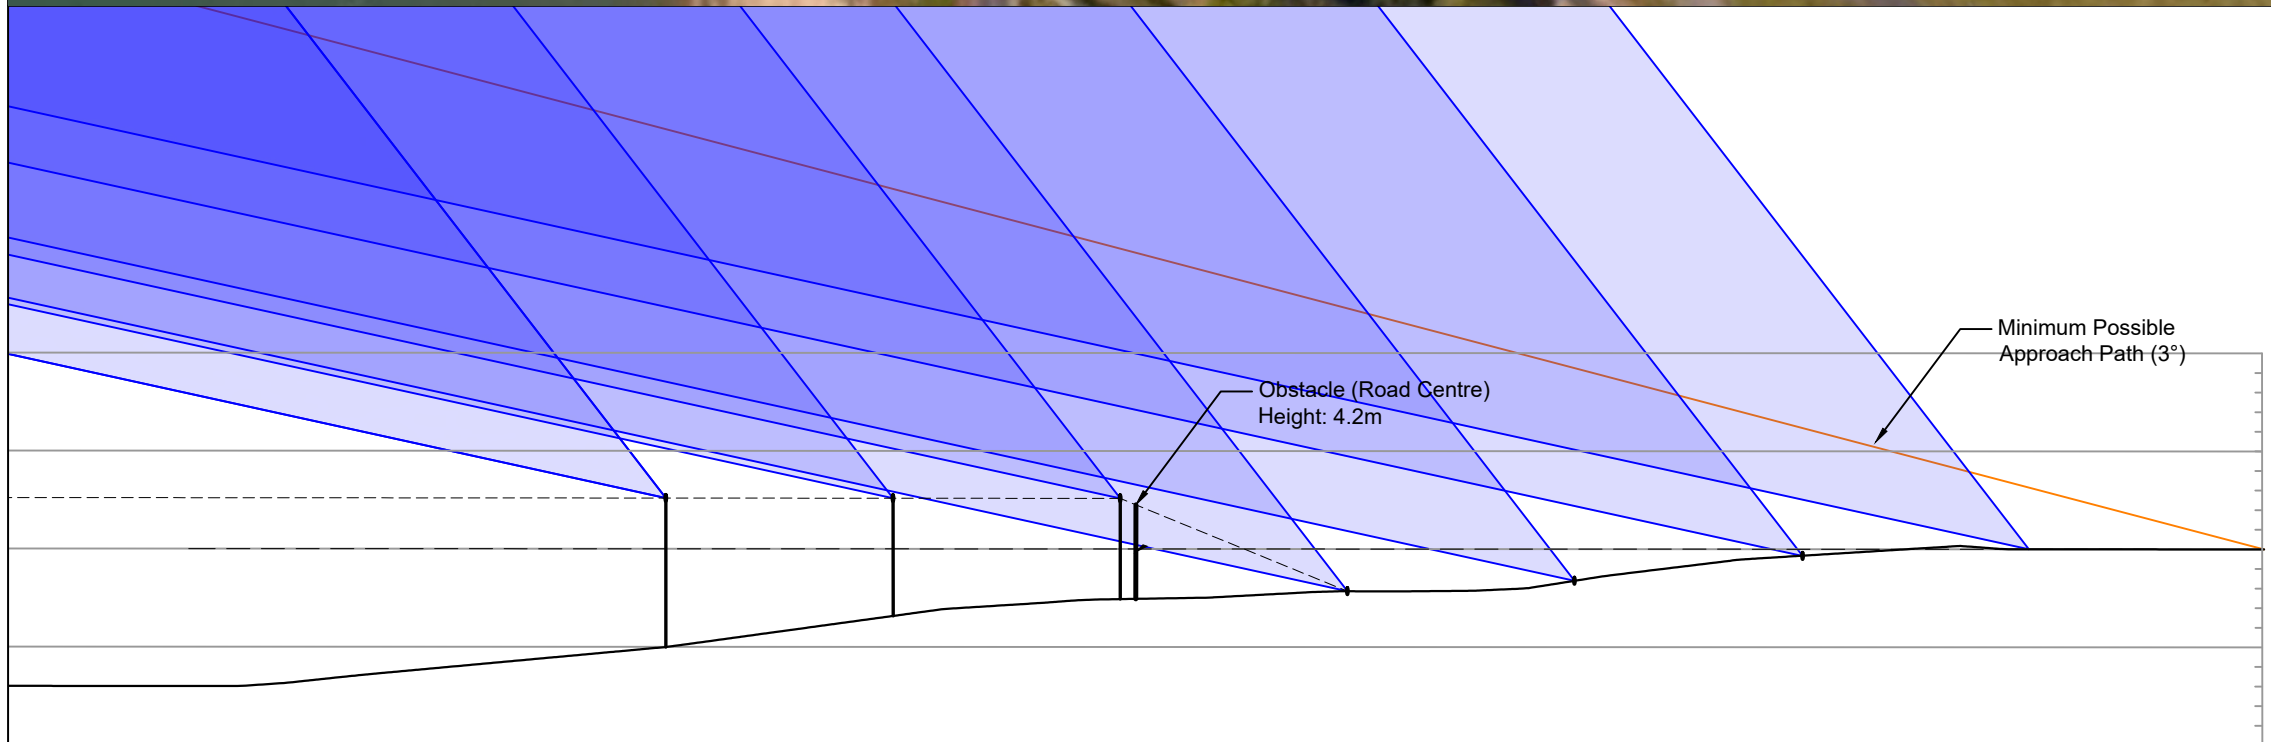 Minimum Possible
Approach Path (3°)
Obstacle (Road Centre)
Height: 4.2m